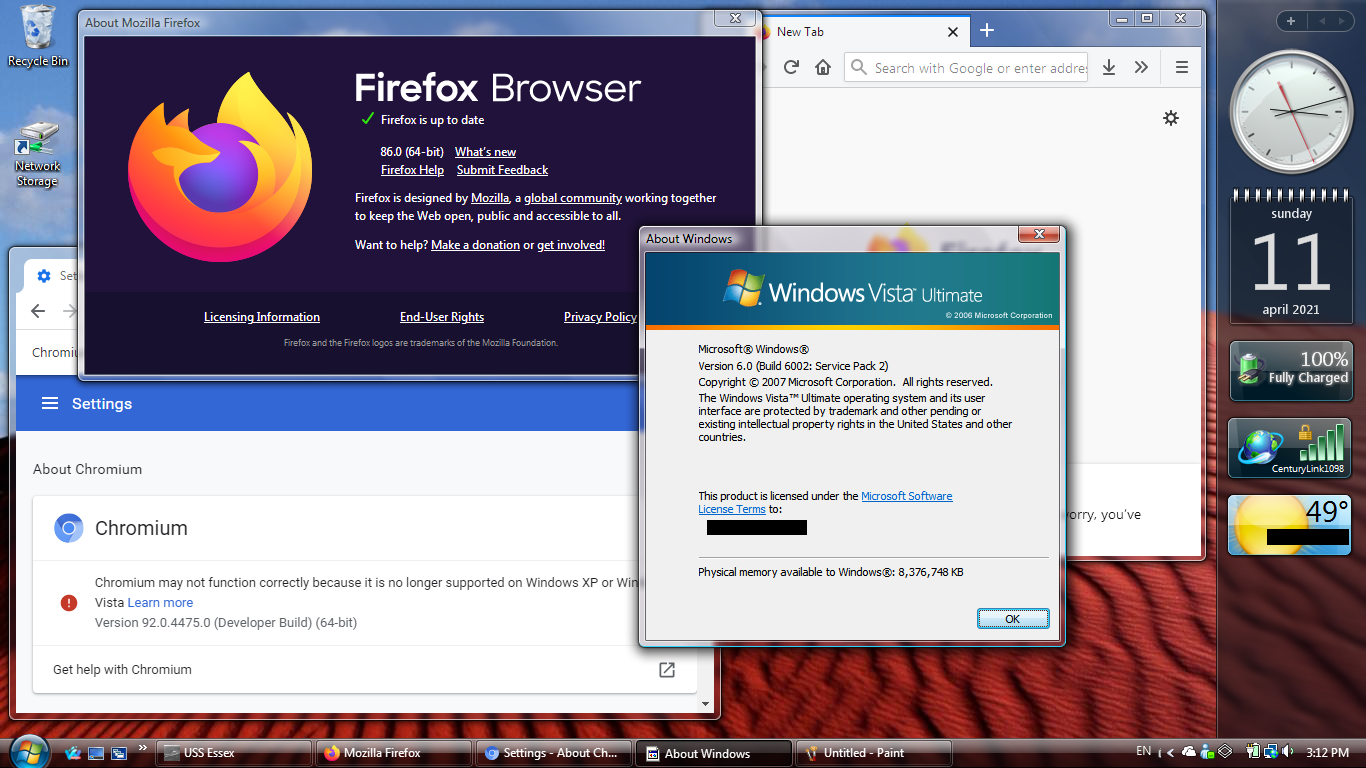 Recycle Bin
Network
Storage
About Mozilla Firefox
Firefox Browser
Firefox is up to date
86.0 (64-bit) What's new
Firefox Help Submit Feedback
Firefox is designed by Mozilla, a global community working together
to keep the Web open, public and accessible to all.
Want to help? Make a donation or get involved!
Licensing Information End-User Rights Privacy Policy
Firefox and the Firefox logos are trademarks of the Mozilla Foundation.
New Tab
Search with Google or enter addres
orry, you've
Set
Chromiu
Settings
About Chromium
Chromium
Chromium may not function correctly because it is no longer supported on Windows XP or Win
Vista Learn more
Version 92.0.4475.0 (Developer Build) (64-bit)
Get help with Chromium
About Windows
Windows Vista™ Ultimate
© 2006 Microsoft Corporation
Microsoft® Windows®
Version 6.0 (Build 6002: Service Pack 2)
Copyright © 2007 Microsoft Corporation. All rights reserved.
The Windows Vista™ Ultimate operating system and its user
interface are protected by trademark and other pending or
existing intellectual property rights in the United States and other
countries.
This product is licensed under the Microsoft Software
License Terms to:
Physical memory available to Windows®: 8,376,748 KB
OK
sunday
11
april 2021
100%
Fully Charged
CenturyLink1098
49°
USS Essex
Mozilla Firefox
Settings - About Ch...
About Windows
Untitled - Paint
EN
3:12 PM